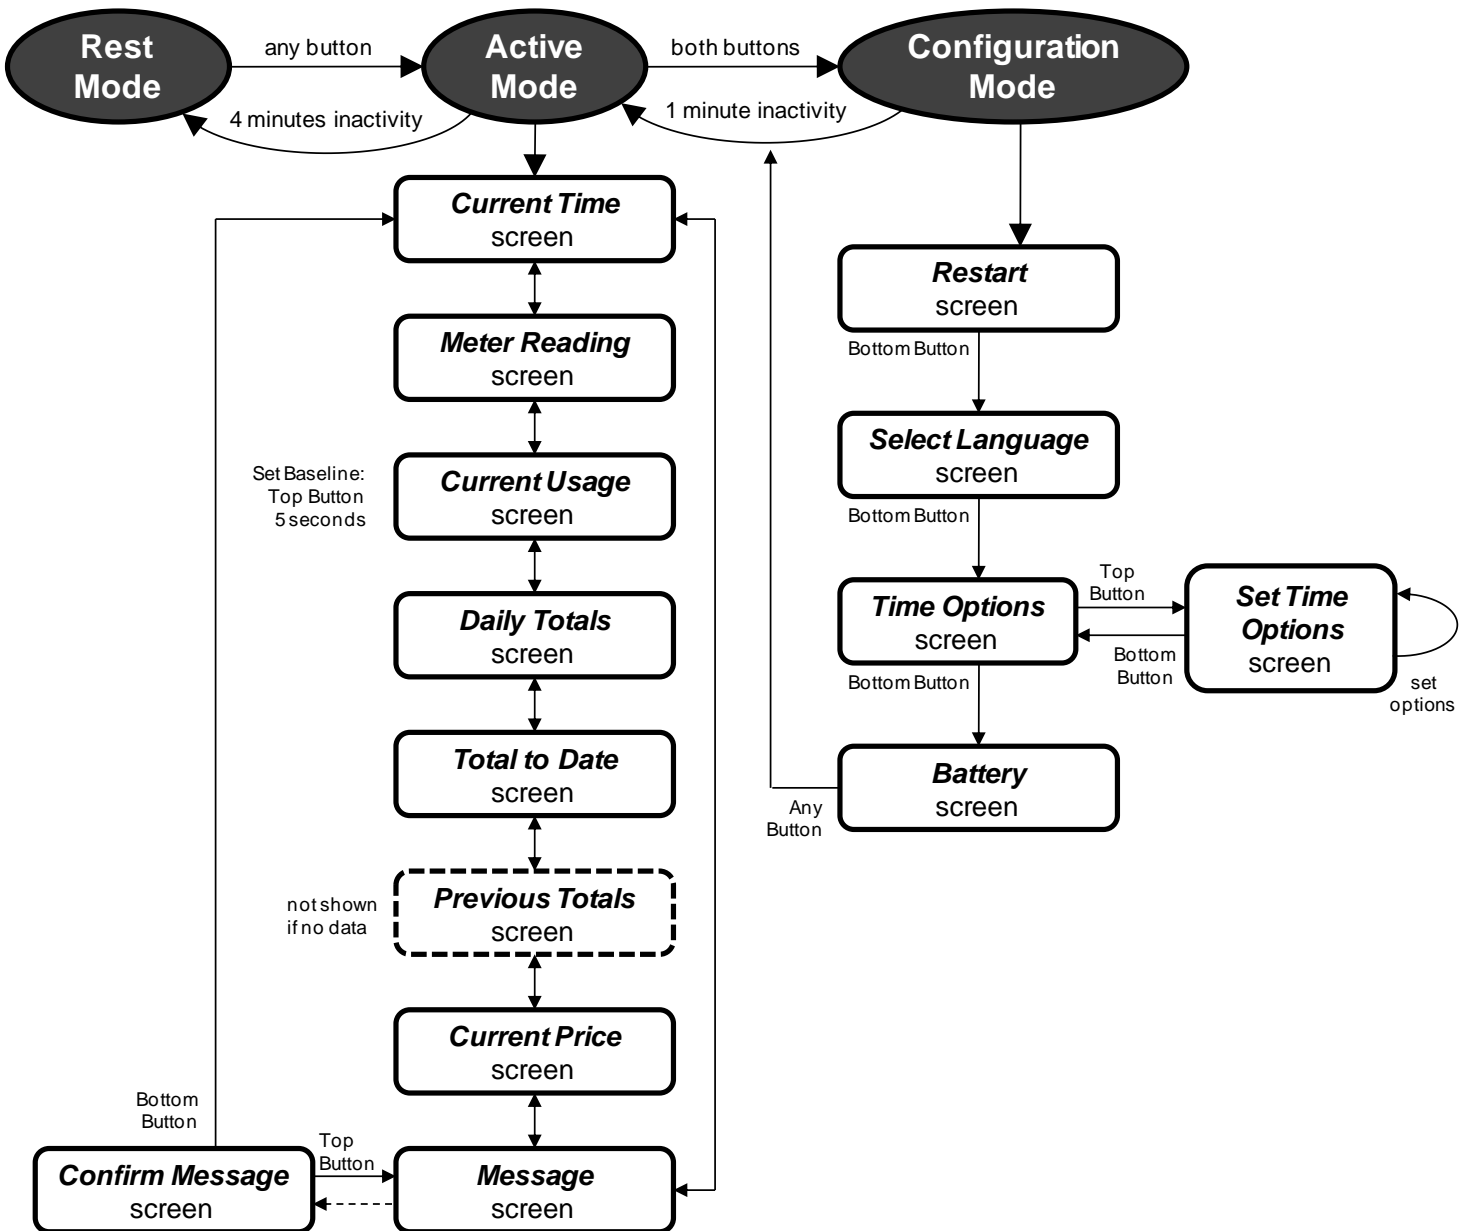 Rest
Mode
any button
4 minutes inactivity
Active
Mode
both buttons
1 minute inactivity
Configuration
Mode
Current Time
screen
Meter Reading
screen
Set Baseline:
Top Button
5 seconds
Current Usage
screen
Daily Totals
screen
Total to Date
screen
not shown
if no data
Previous Totals
screen
Current Price
screen
Bottom
Button
Confirm Message
screen
Top
Button
Message
screen
Restart
screen
Bottom Button
Select Language
screen
Bottom Button
Time Options
screen
Top
Button
Bottom
Button
Set Time
Options
screen
set
options
Bottom Button
Battery
screen
Any
Button